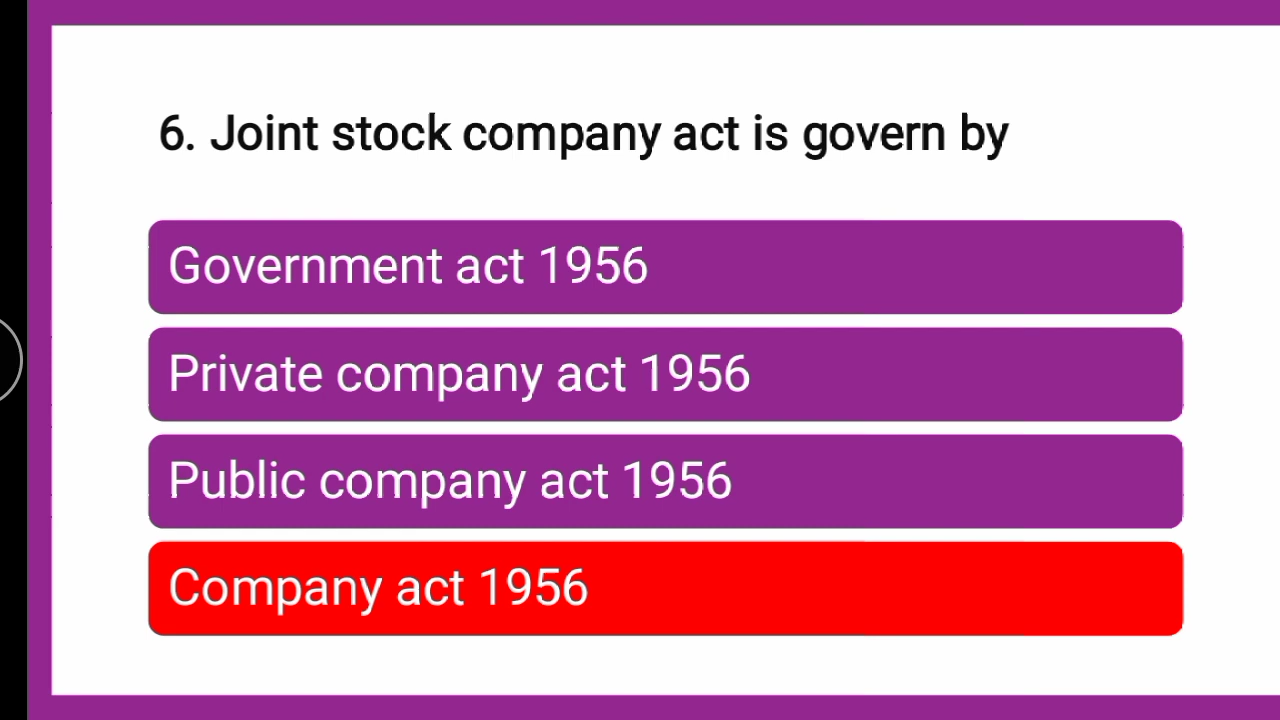 6. Joint stock company act is govern by
Government act 1956
Private company act 1956
Public company act 1956
Company act 1956